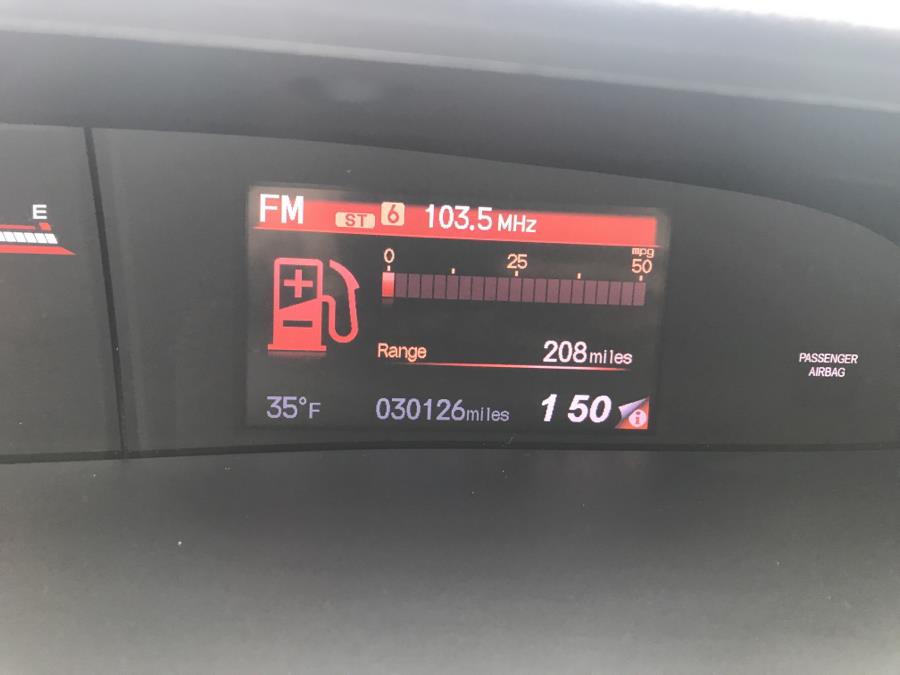 E
FM ST 6 103.5 MHz
mpg
0 25 50
Range 208 miles
35°F 030126 miles 1 50 i
PASSENGER
AIRBAG